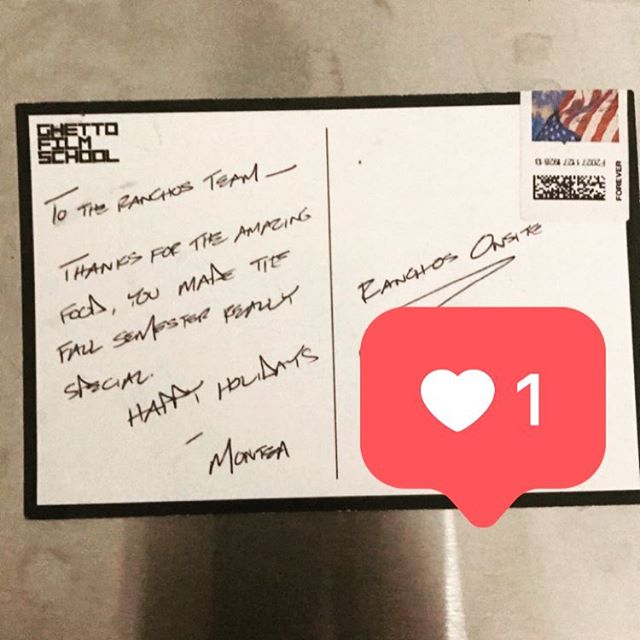 GHETTO
FILM
SCHOOL
TO THE RANCHOS TEAM —
THANKS FOR THE AMAZING
FOOD, YOU MADE THE
FALL SEMESTER REALLY
SPECIAL.
HAPPY HOLIDAYS
—
RANCHOS ONSITE
FOREVER
1